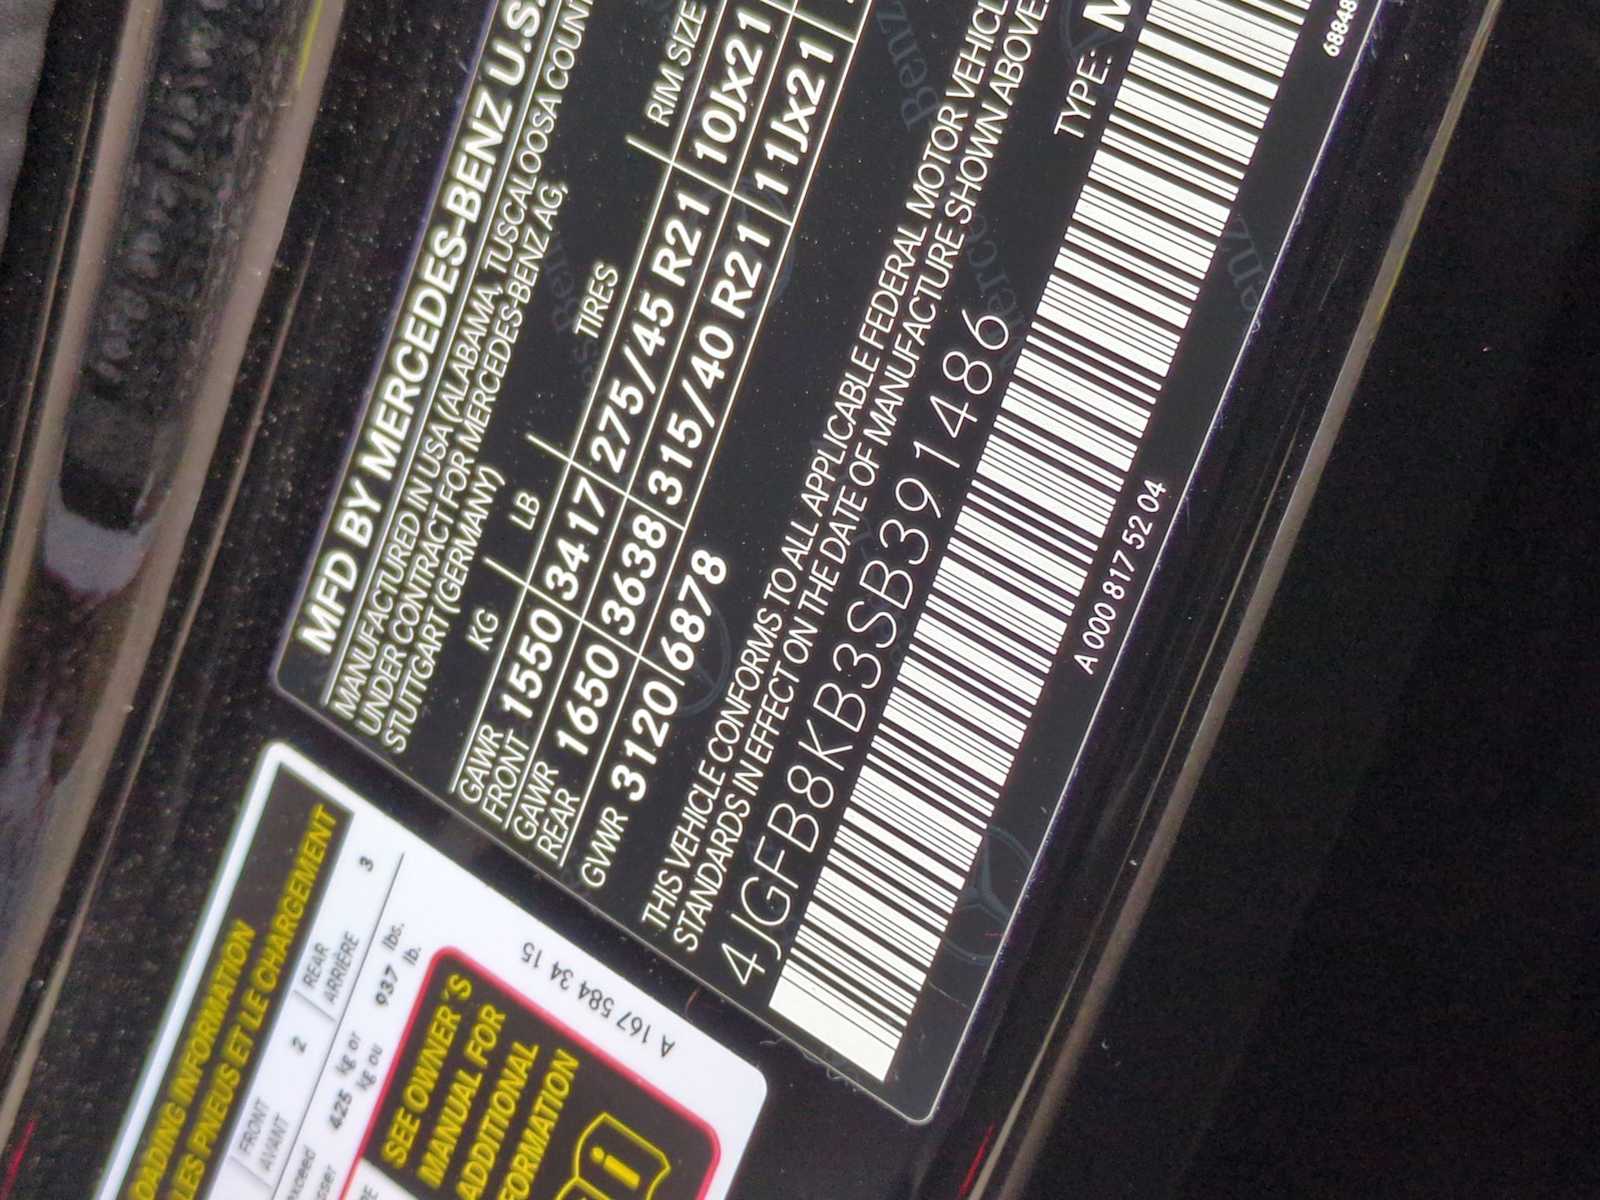 MFD BY MERCEDES-BENZ U.S.
MANUFACTURED IN USA (ALABAMA, TUSCALOOSA
UNDER CONTRACT FOR MERCEDES-BENZ AG,
STUTTGART (GERMANY)
KG LB TIRES RIM SIZE
GAWR FRONT 1550 3417 275/45 R21 10Jx21
GAWR REAR 1650 3638 315/40 R21 11Jx21
GVWR 3120 6878
THIS VEHICLE CONFORMS TO ALL APPLICABLE FEDERAL MOTOR
STANDARDS IN EFFECT ON THE DATE OF MANUFACTURE SHOWN ABOVE.
4JGFB8KB3SB391486 TYPE:
A 000 817 52 04
INFORMATION
LES PNEUS ET LE CHARGEMENT
FRONT 2 REAR 3
AVANT ARRIÈRE
425 kg or 937 lbs.
kg ou lb.
SEE OWNER'S
MANUAL FOR
ADDITIONAL
A 167 584 34 15